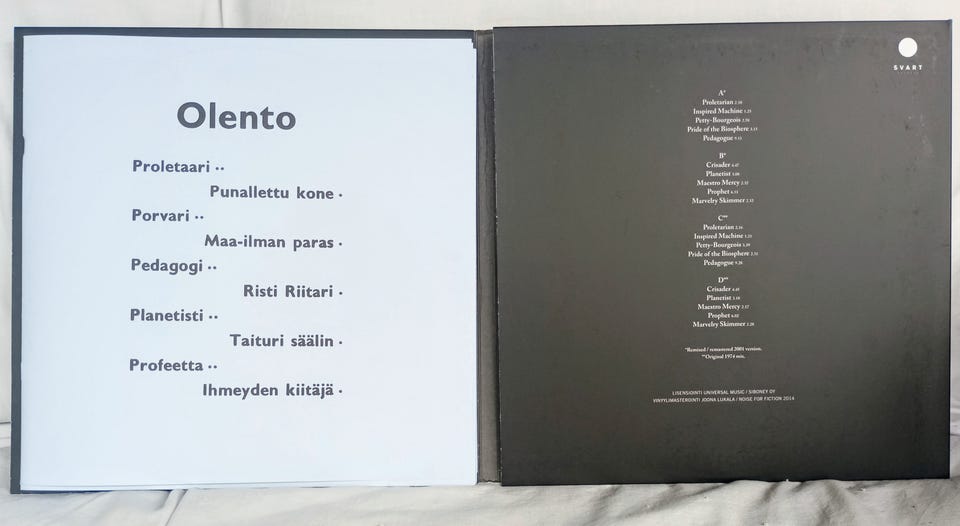 Olento
Proletaari ..
Punallettu kone .
Porvari ..
Maa-ilman paras .
Pedagogi ..
Risti Riitari .
Planetisti ..
Taituri säälin .
Profeetta ..
Ihmeyden kiitäjä .
SVART
A*
Proletarian 2.10
Inspired Machine
Petty-Bourgeois
Pride of the Biosphere
Pedagogue
B*
Crisader
Planetist
Maestro Mercy
Prophet
Marvelry Skimmer
C**
Proletarian
Inspired Machine
Petty-Bourgeois
Pride of the Biosphere
Pedagogue
D**
Crisader
Planetist
Maestro Mercy
Prophet
Marvelry Skimmer
*Remixed / remastered 2001 version.
**Original 1974 mix.
LISENSIOINTI UNIVERSAL MUSIC / SIBONEY OY
VINYYLIMASTEROINTI JOONA LUKALA / NOISE FOR FICTION 2014